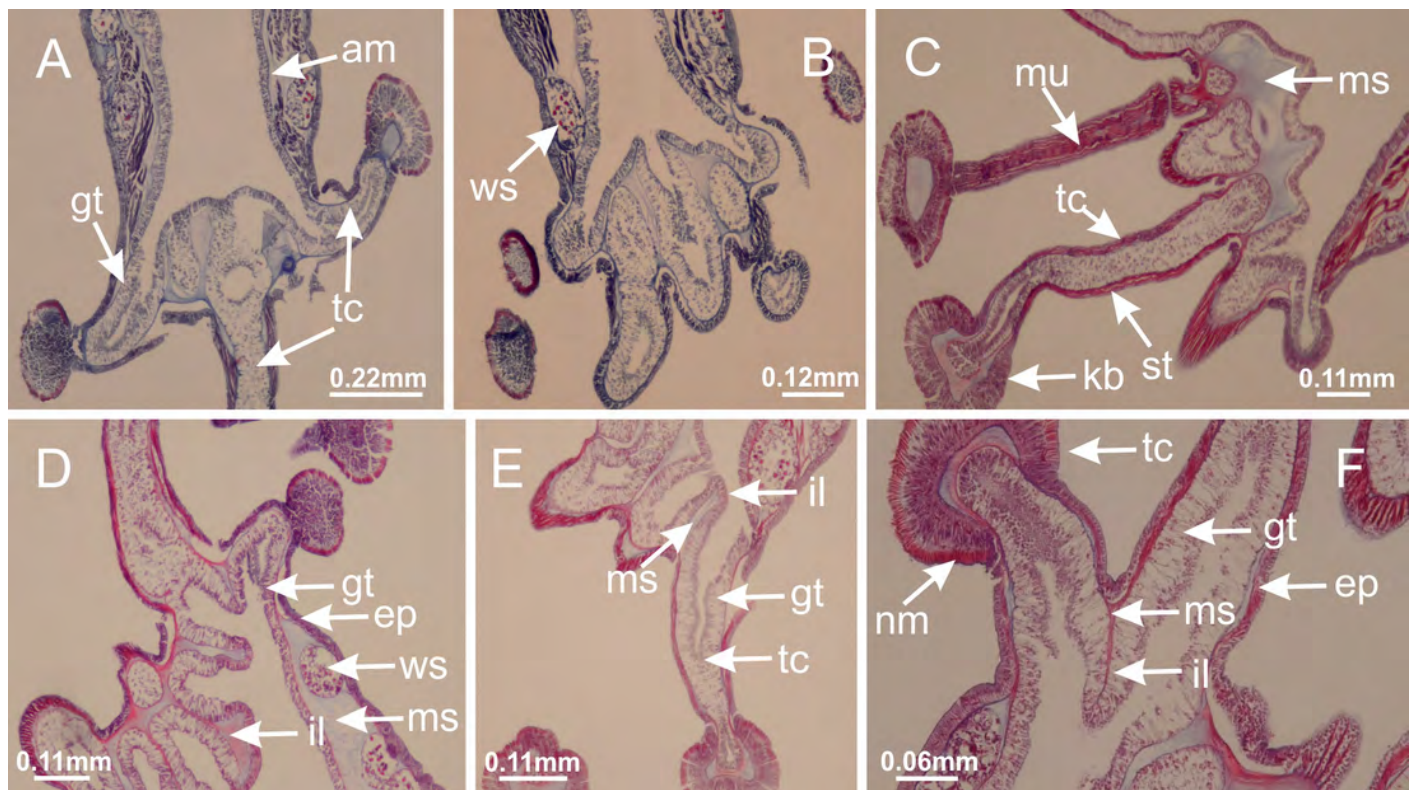 A
am
gt
tc
0.22mm
B
ws
0.12mm
C
mu
ms
tc
st
kb
0.11mm
D
gt
ep
ws
ms
il
0.11mm
E
il
ms
gt
tc
0.11mm
F
tc
gt
ep
nm
ms
il
0.06mm